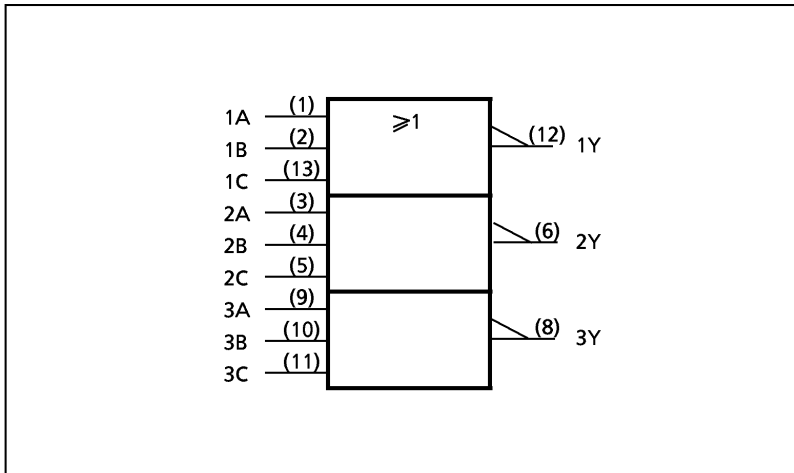 1A (1) ⩾1 (12) 1Y
1B (2)
1C (13)
2A (3)
2B (4) (6) 2Y
2C (5)
3A (9)
3B (10) (8) 3Y
3C (11)